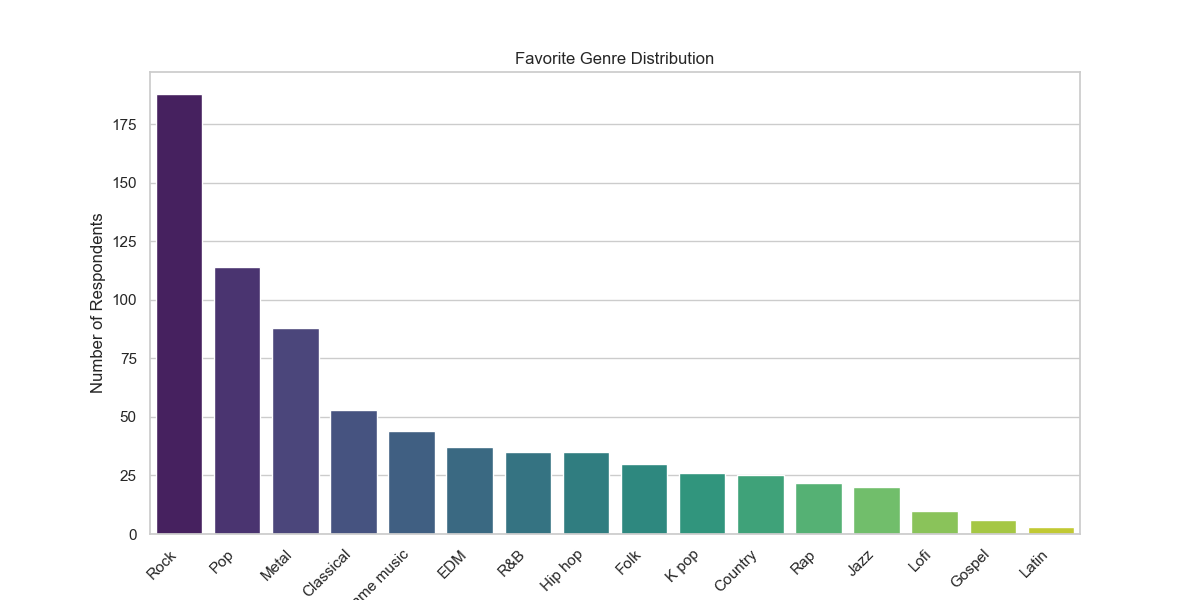 Favorite Genre Distribution
Number of Respondents
175
150
125
100
75
50
25
0
Rock
Pop
Metal
Classical
music
EDM
R&B
Hip hop
Folk
K pop
Country
Rap
Jazz
Lofi
Gospel
Latin